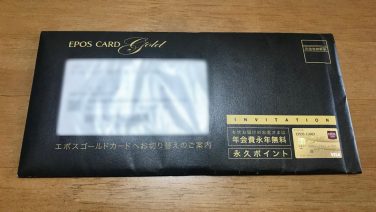 EPOS CARD Gold
INVITATION
年会費永年無料
永久ポイント
エポスゴールドカードへお切り替えのご案内
EPOS CARD
VISA